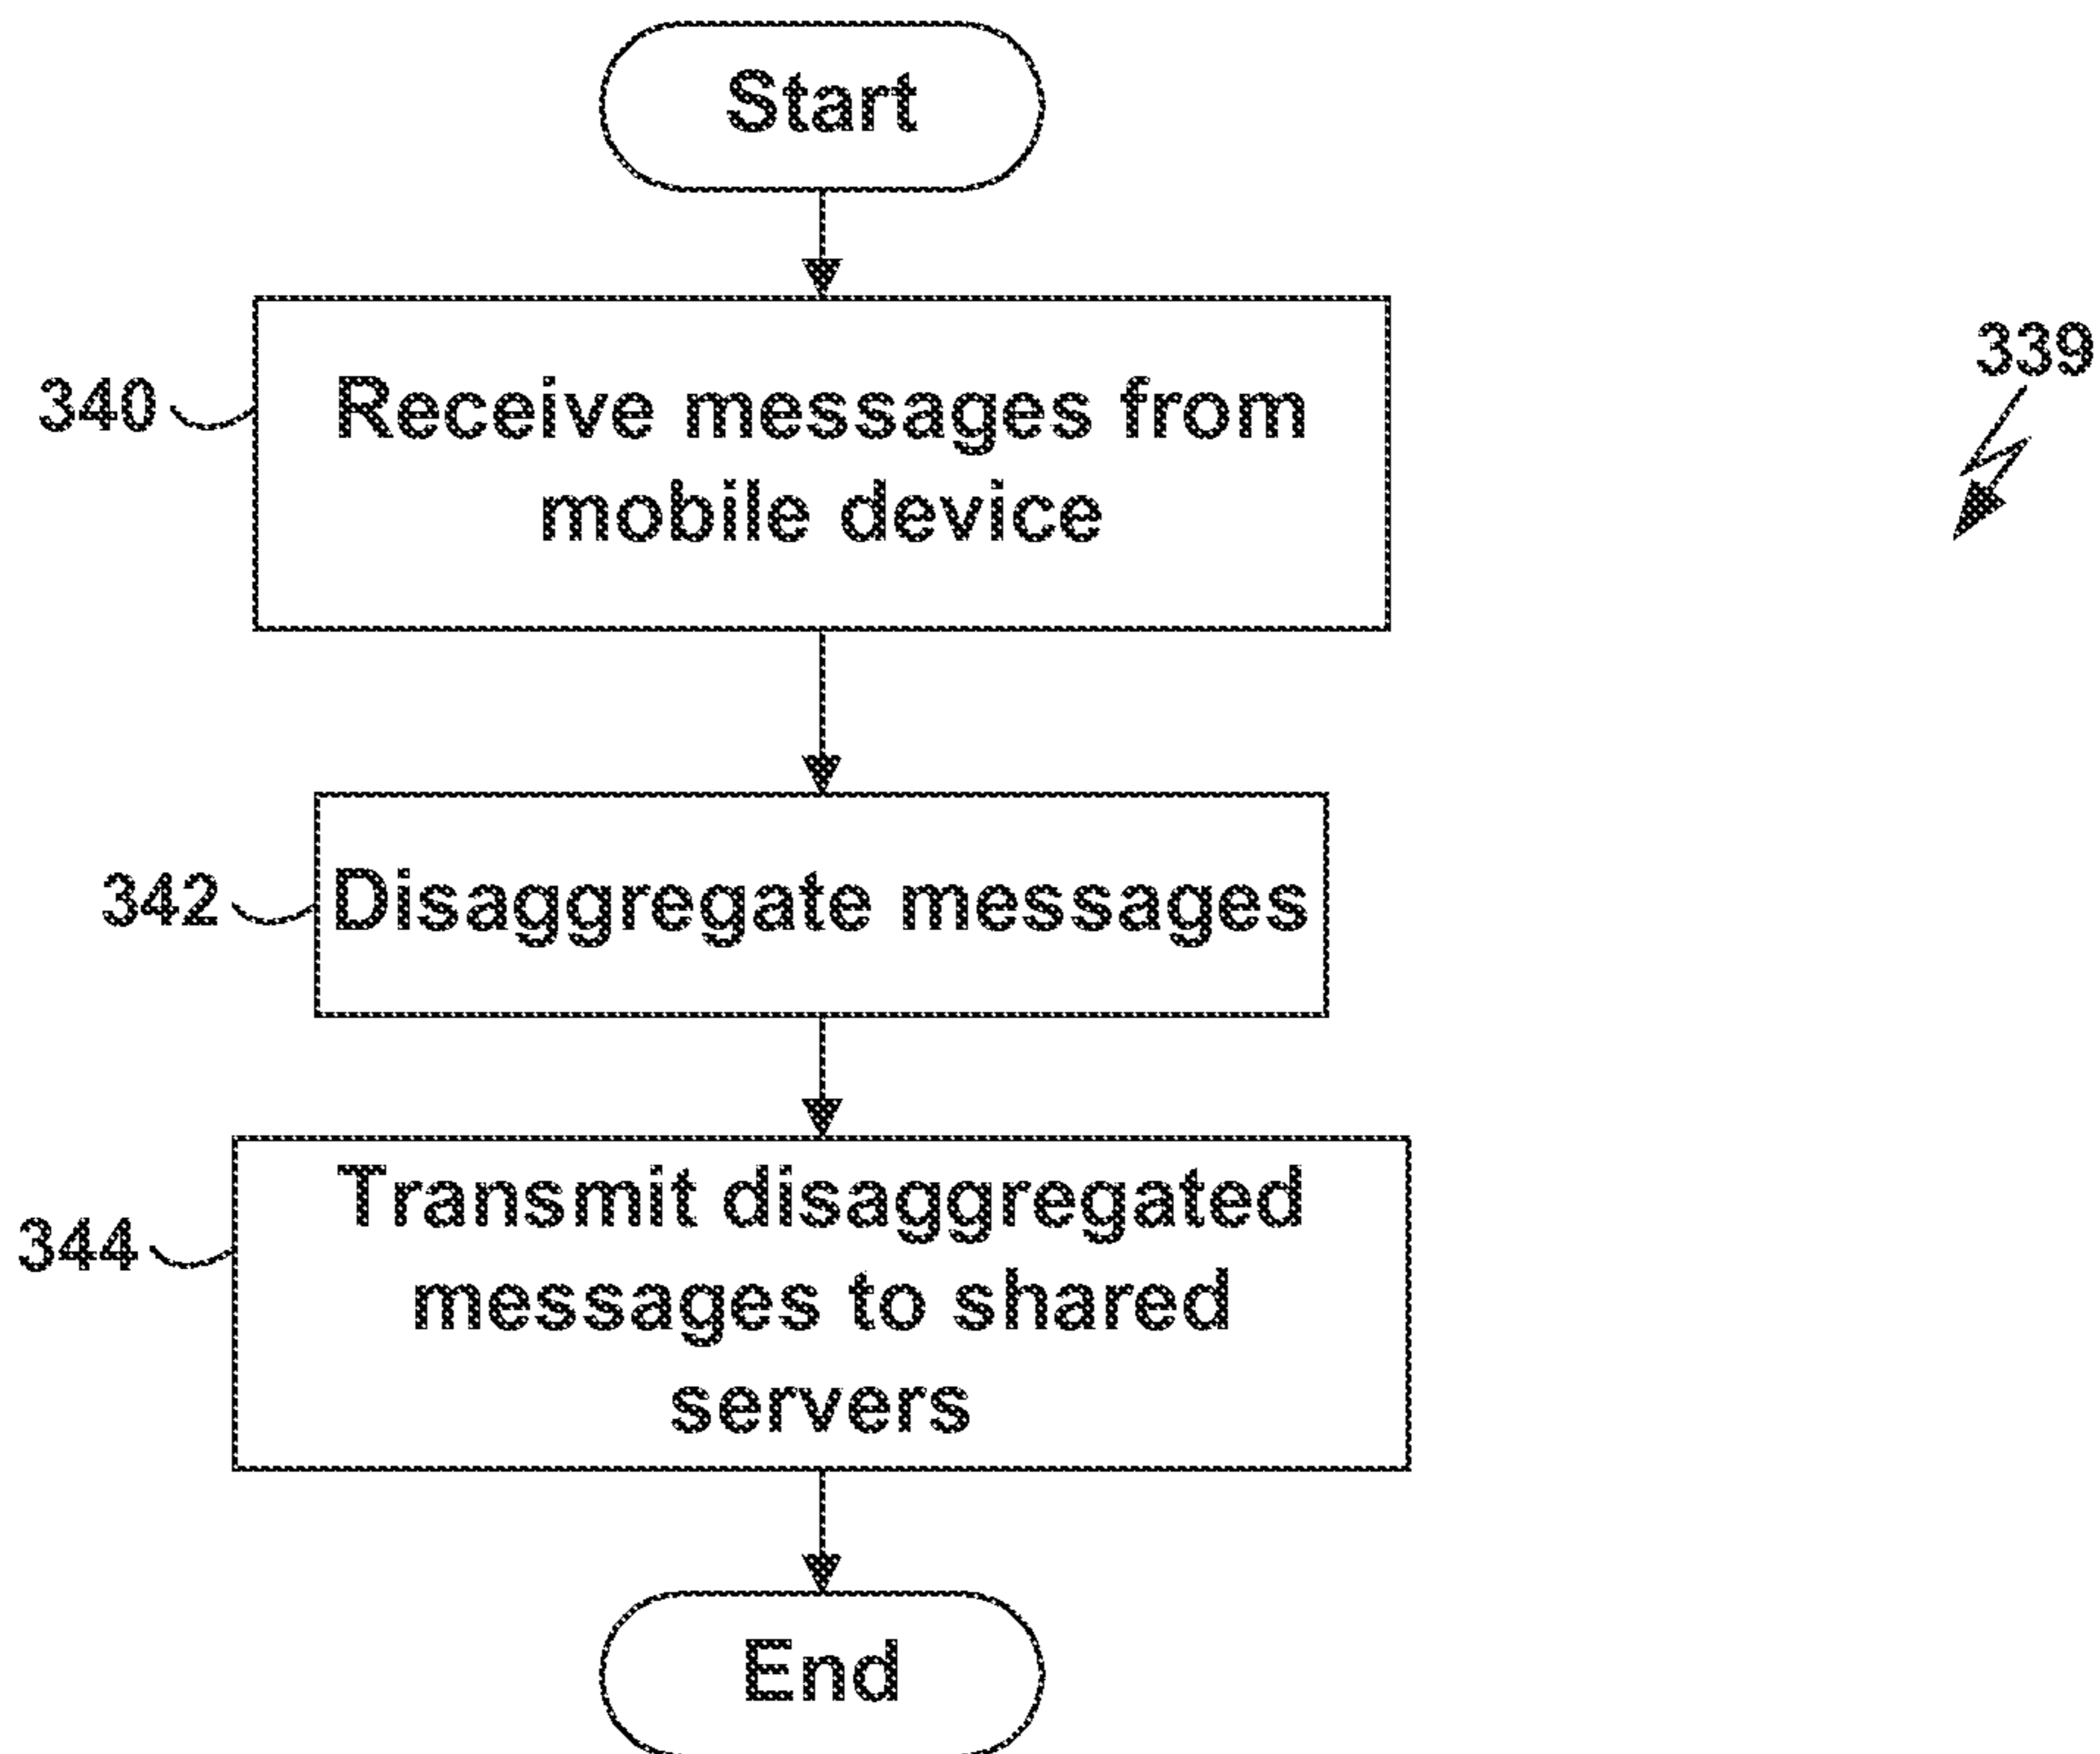 Start
339
340
Receive messages from
mobile device
342
Disaggregate messages
344
Transmit disaggregated
messages to shared
servers
End